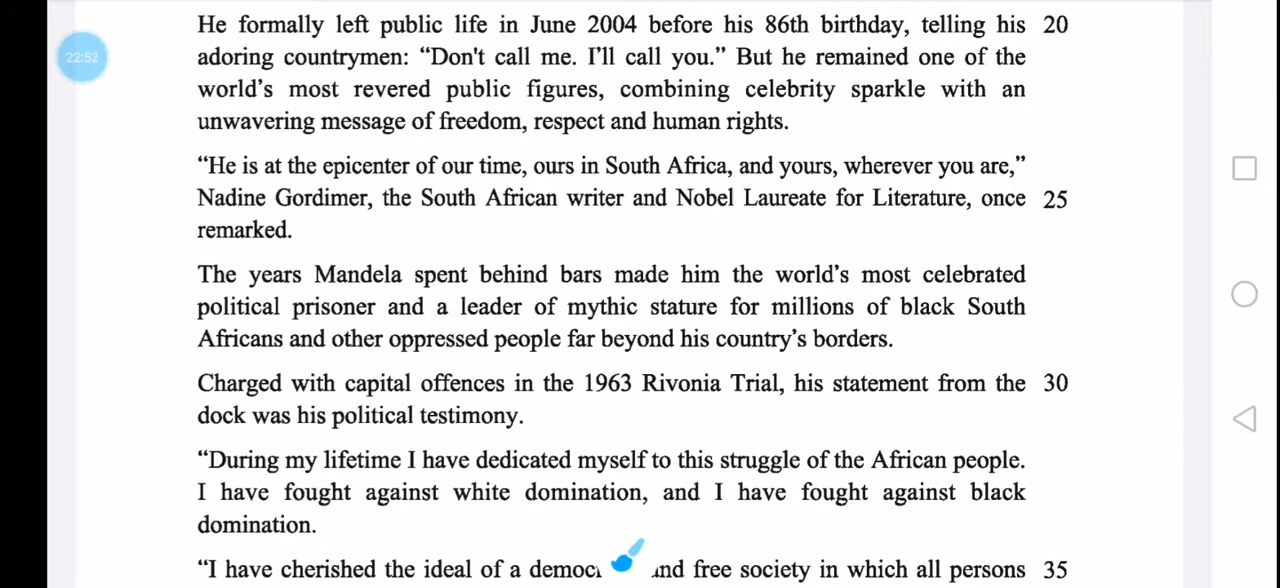 He formally left public life in June 2004 before his 86th birthday, telling his 20
22:52
adoring countrymen: “Don't call me. I'll call you.” But he remained one of the
world’s most revered public figures, combining celebrity sparkle with an
unwavering message of freedom, respect and human rights.
“He is at the epicenter of our time, ours in South Africa, and yours, wherever you are,”
Nadine Gordimer, the South African writer and Nobel Laureate for Literature, once 25
remarked.
The years Mandela spent behind bars made him the world’s most celebrated
political prisoner and a leader of mythic stature for millions of black South
Africans and other oppressed people far beyond his country’s borders.
Charged with capital offences in the 1963 Rivonia Trial, his statement from the 30
dock was his political testimony.
“During my lifetime I have dedicated myself to this struggle of the African people.
I have fought against white domination, and I have fought against black
domination.
“I have cherished the ideal of a free society in which all persons 35